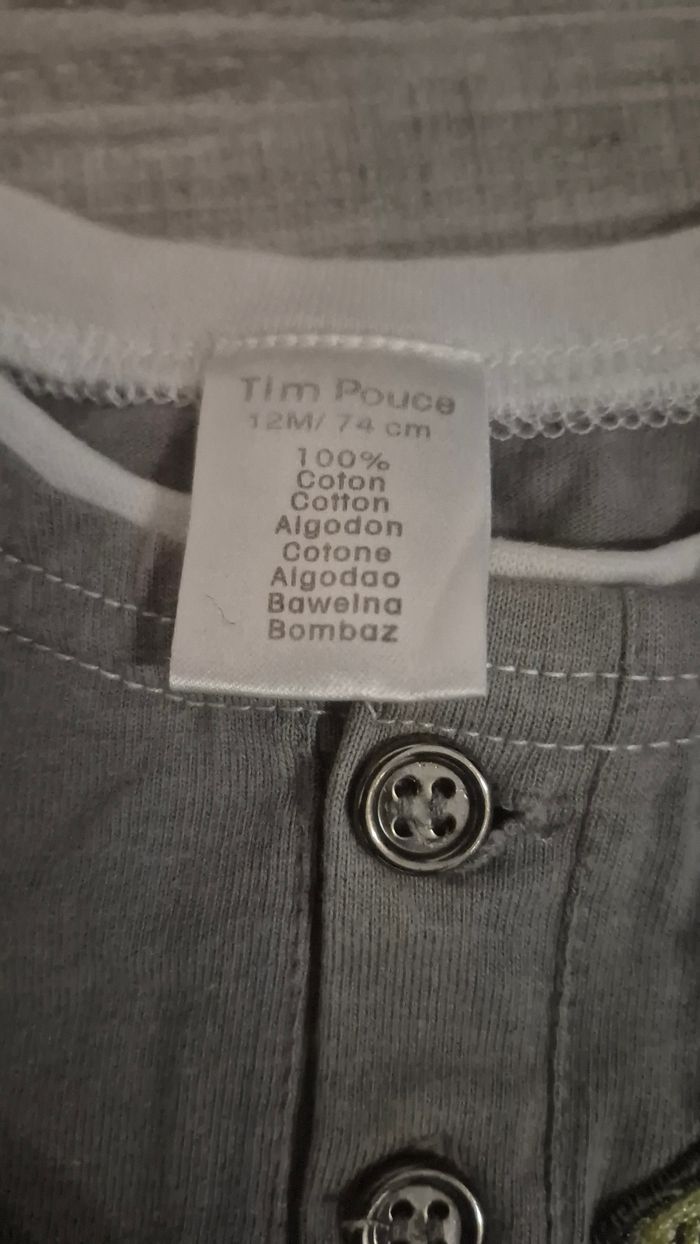 Tim Pouce
12M/ 74 cm
100%
Coton
Cotton
Algodon
Cotone
Algodao
Bawelna
Bombaz